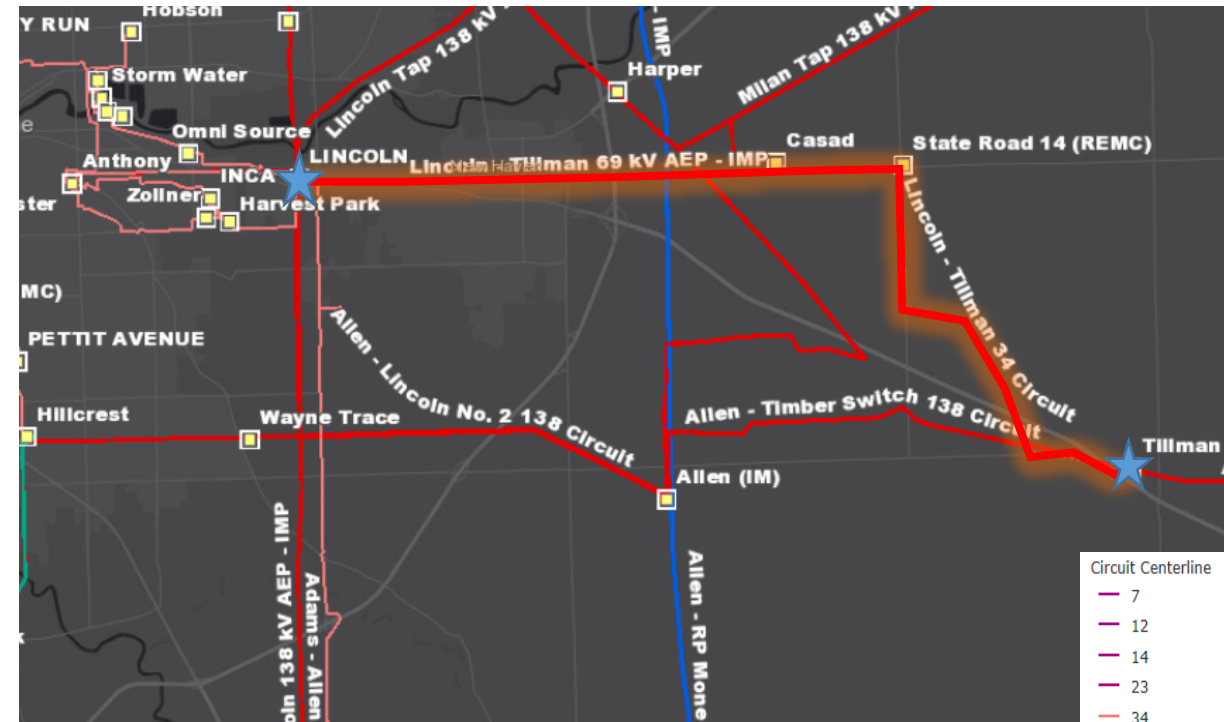 Hobson
Y RUN
Storm Water
Omni Source
Anthony
INCA
LINCOLN
ster
Zollner
Harvest Park
Lincoln Tap 138 kV
- IMP
Harper
Milan Tap 138 kV
Casad
State Road 14 (REMC)
Lincoln - Tillman 69 kV AEP - IMP
Lincoln - Tillman 34 Circuit
MC)
PETTIT AVENUE
Allen - Lincoln No. 2 138 Circuit
Allen - Timber Switch 138 Circuit
Hillcrest
Wayne Trace
Tillman
Allen (IM)
oln 138 kV AEP - IMP
Adams - Allen
Allen - RP Mone
Circuit Centerline
7
12
14
23
34